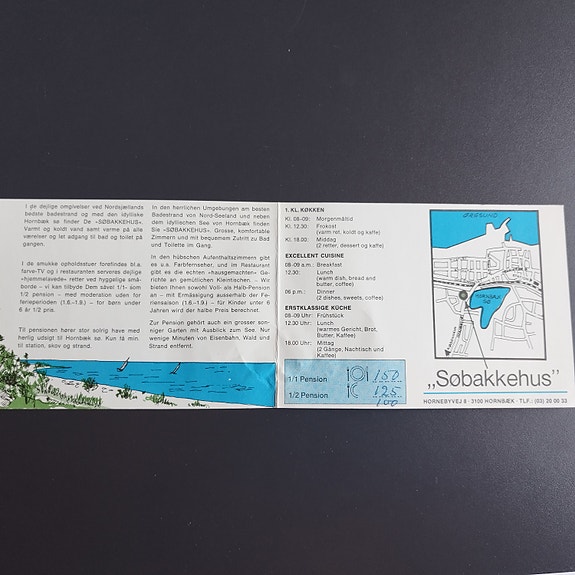 I de dejlige omgivelser ved Nordsjællands
bedste badestrand og med den idylliske
Hornbæk sø finder De »SØBAKKEHUS«.
Varmt og koldt vand samt varme på alle
værelser og let adgang til bad og toilet på
gangen.
I de smukke opholdsstuer forefindes bl.a.
farve-TV og i restauranten serveres dejlige
»hjemmelavede« retter ved hyggelige små-
borde – vi kan tilbyde Dem såvel 1/1- som
1/2 pension – med moderation uden for
ferieperioden (1.6.–1.9.) – for børn under
6 år 1/2 pris.
Til pensionen hører stor solrig have med
herlig udsigt til Hornbæk sø. Kun få min.
til station, skov og strand.
In den herrlichen Umgebungen am besten
Badestrand von Nord-Seeland und neben
dem idyllischen See von Hornbæk finden
Sie »SØBAKKEHUS«. Grosse, komfortable
Zimmern und mit bequemem Zutritt zu Bad
und Toilette im Gang.
In den hübschen Aufenthaltszimmern gibt
es u.a. Farbfernseher, und im Restaurant
gibt es die echten »hausgemachten« Ge-
richte an gemütlichen Kleintischen. – Wir
bieten Ihnen sowohl Voll- als Halb-Pension
an – mit Ermässigung ausserhalb der Fe-
riensaison (1.6.–1.9.) – für Kinder unter 6
Jahren wird der halbe Preis berechnet.
Zur Pension gehört auch ein grosser son-
niger Garten mit Ausblick zum See. Nur
wenige Minuten von Eisenbahn, Wald und
Strand entfernt.
1. KL. KØKKEN
Kl. 08-09: Morgenmåltid
Kl. 12.30: Frokost
(varm ret, koldt og kaffe)
Kl. 18.00: Middag
(2 retter, dessert og kaffe)
EXCELLENT CUISINE
08-09 a.m.: Breakfast
12.30: Lunch
(warm dish, bread and
butter, coffee)
06 p.m.: Dinner
(2 dishes, sweets, coffee)
ERSTKLASSIGE KÜCHE
08-09 Uhr: Frühstück
12.30 Uhr: Lunch
(warmes Gericht, Brot,
Butter, Kaffee)
18.00 Uhr: Mittag
(2 Gänge, Nachtisch und
Kaffee)
1/1 Pension 150
1/2 Pension 125
100
ØRESUND
HORNBÆK
SØ
„Søbakkehus”
HORNEBYVEJ 8 · 3100 HORNBÆK · TLF.: (03) 20 00 33